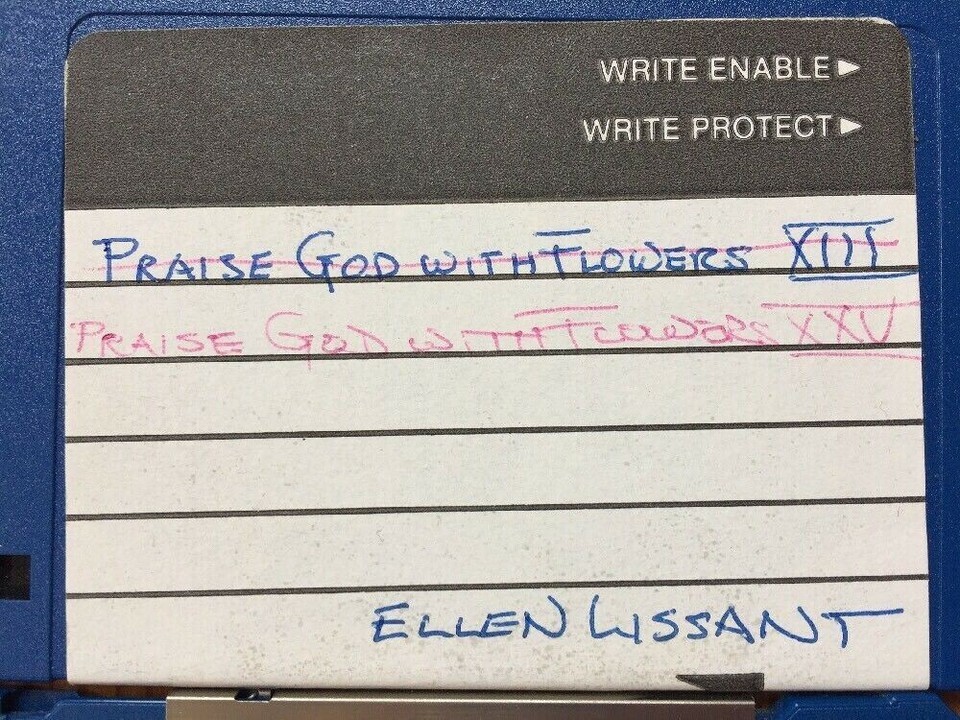 WRITE ENABLE▶
WRITE PROTECT▶
PRAISE GOD WITH FLOWERS XIII
PRAISE GOD WITH FLOWERS XXV
ELLEN LISSANT